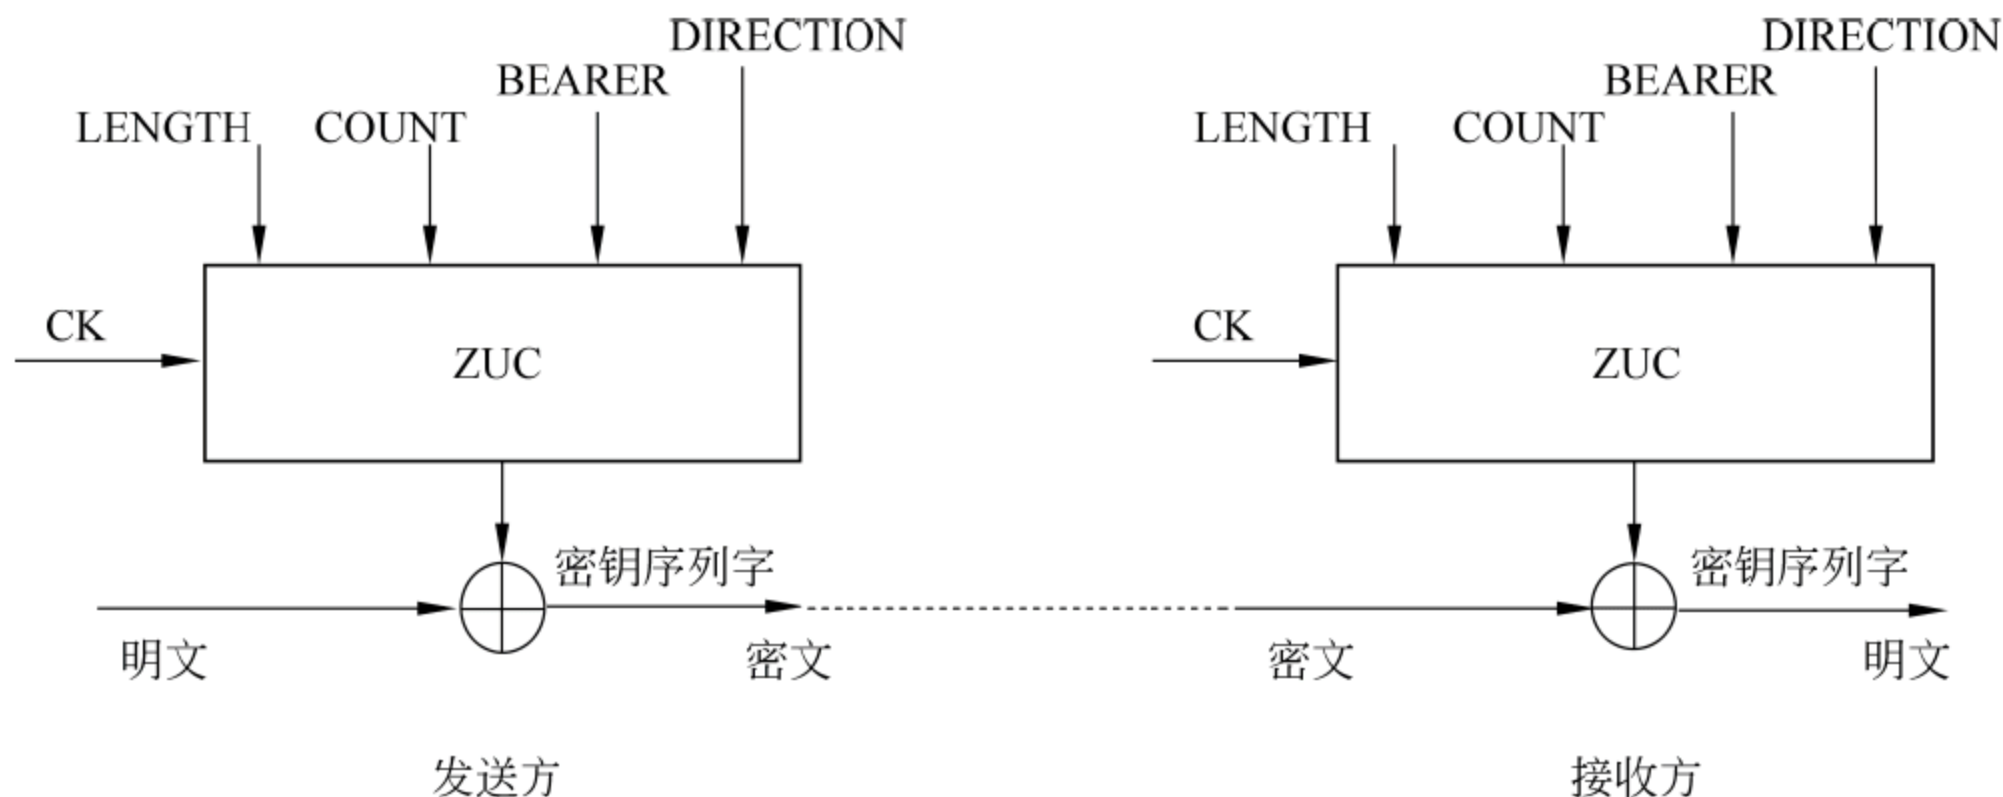 DIRECTION DIRECTION
BEARER BEARER
LENGTH COUNT LENGTH COUNT
CK CK
ZUC ZUC
密钥序列字 密钥序列字
明文 密文 密文 明文
发送方 接收方